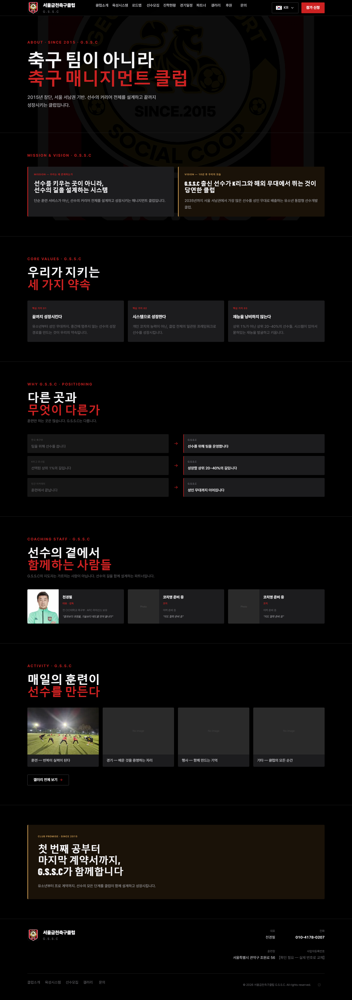 서울금천축구클럽
G.S.S.C
클럽소개 육성시스템 로드맵 선수모집 진학현황 경기일정 파트너 갤러리 후원 문의
KR
참가 신청
ABOUT · SINCE 2015 · G.S.S.C
축구 팀이 아니라
축구 매니지먼트 클럽
2015년 창단, 서울 서남권 기반. 선수의 커리어 전체를 설계하고 끝까지
성장시키는 클럽입니다.
SINCE.2015
SOCIAL COOP
MISSION & VISION · G.S.S.C
MISSION — 우리는 왜 존재하는가
선수를 키우는 곳이 아니라,
선수의 길을 설계하는 시스템
단순 훈련 서비스가 아닌, 선수의 커리어 전체를 설계하고 성장시키는 매니지먼트 클럽입니다.
VISION — 10년 후 우리의 모습
G.S.S.C 출신 선수가 K리그와 해외 무대에서 뛰는 것이
당연한 클럽
2035년까지 서울 서남권에서 가장 많은 선수를 성인 무대로 배출하는 유소년 통합형 선수개발
클럽.
CORE VALUES · G.S.S.C
우리가 지키는
세 가지 약속
핵심 가치 01
끝까지 성장시킨다
유소년부터 성인 무대까지. 중간에 멈추지 않는 선수의 성장
경로를 만드는 것이 우리의 약속입니다.
핵심 가치 02
시스템으로 성장한다
개인 코치의 능력이 아닌, 클럽 전체의 일관된 프레임워크로
선수를 성장시킵니다.
핵심 가치 03
재능을 낭비하지 않는다
상위 1%가 아닌 상위 20~40%의 선수들. 시스템이 있어서
묻혀있는 재능을 발굴하고 키웁니다.
WHY G.S.S.C · POSITIONING
다른 곳과
무엇이 다른가
훈련만 하는 곳은 많습니다. G.S.S.C는 다릅니다.
한국 축구부
팀을 위해 선수를 씁니다
→
G.S.S.C
선수를 위해 팀을 운영합니다
K리그 유스팀
선택된 상위 1%의 길입니다
→
G.S.S.C
성장할 상위 20~40%의 길입니다
민간 아카데미
훈련에서 끝납니다
→
G.S.S.C
성인 무대까지 이어집니다
COACHING STAFF · G.S.S.C
선수의 곁에서
함께하는 사람들
G.S.S.C의 지도자는 가르치는 사람이 아닙니다. 선수의 길을 함께 설계하는 파트너입니다.
천경필
대표 · 감독
전 OO대학교 축구부 · AFC 라이선스 보유
"결과보다 과정을, 기술보다 태도를 먼저 봅니다"
Photo
코치명 준비 중
코치
이력 준비 중
"지도 철학 준비 중"
Photo
코치명 준비 중
코치
이력 준비 중
"지도 철학 준비 중"
ACTIVITY · G.S.S.C
매일의 훈련이
선수를 만든다
훈련 — 반복이 실력이 된다
No image
경기 — 배운 것을 증명하는 자리
No image
행사 — 함께 만드는 기억
No image
기타 — 클럽의 모든 순간
갤러리 전체 보기 →
CLUB PROMISE · SINCE 2015
첫 번째 공부터
마지막 계약서까지,
G.S.S.C가 함께합니다
유소년부터 프로 계약까지. 선수의 모든 단계를 클럽이 함께 설계하고 성장시킵니다.
서울금천축구클럽
G.S.S.C
대표
천경필
전화
010-4178-0207
훈련장
서울특별시 관악구 조원로 56
사업자등록번호
[확인 필요 — 실제 번호로 교체]
클럽소개 육성시스템 선수모집 갤러리 문의
© 2026 서울금천축구클럽 G.S.S.C. All rights reserved.